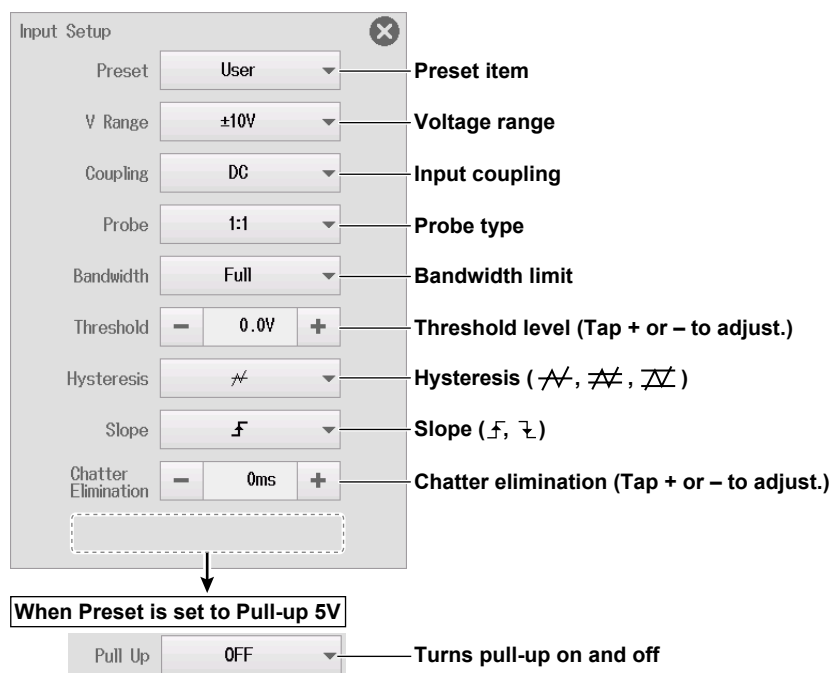 Input Setup
Preset User Preset item
V Range ±10V Voltage range
Coupling DC Input coupling
Probe 1:1 Probe type
Bandwidth Full Bandwidth limit
Threshold − 0.0V + Threshold level (Tap + or – to adjust.)
Hysteresis Hysteresis ( , , )
Slope Slope ( , )
Chatter
Elimination − 0ms + Chatter elimination (Tap + or – to adjust.)
When Preset is set to Pull-up 5V
Pull Up OFF Turns pull-up on and off